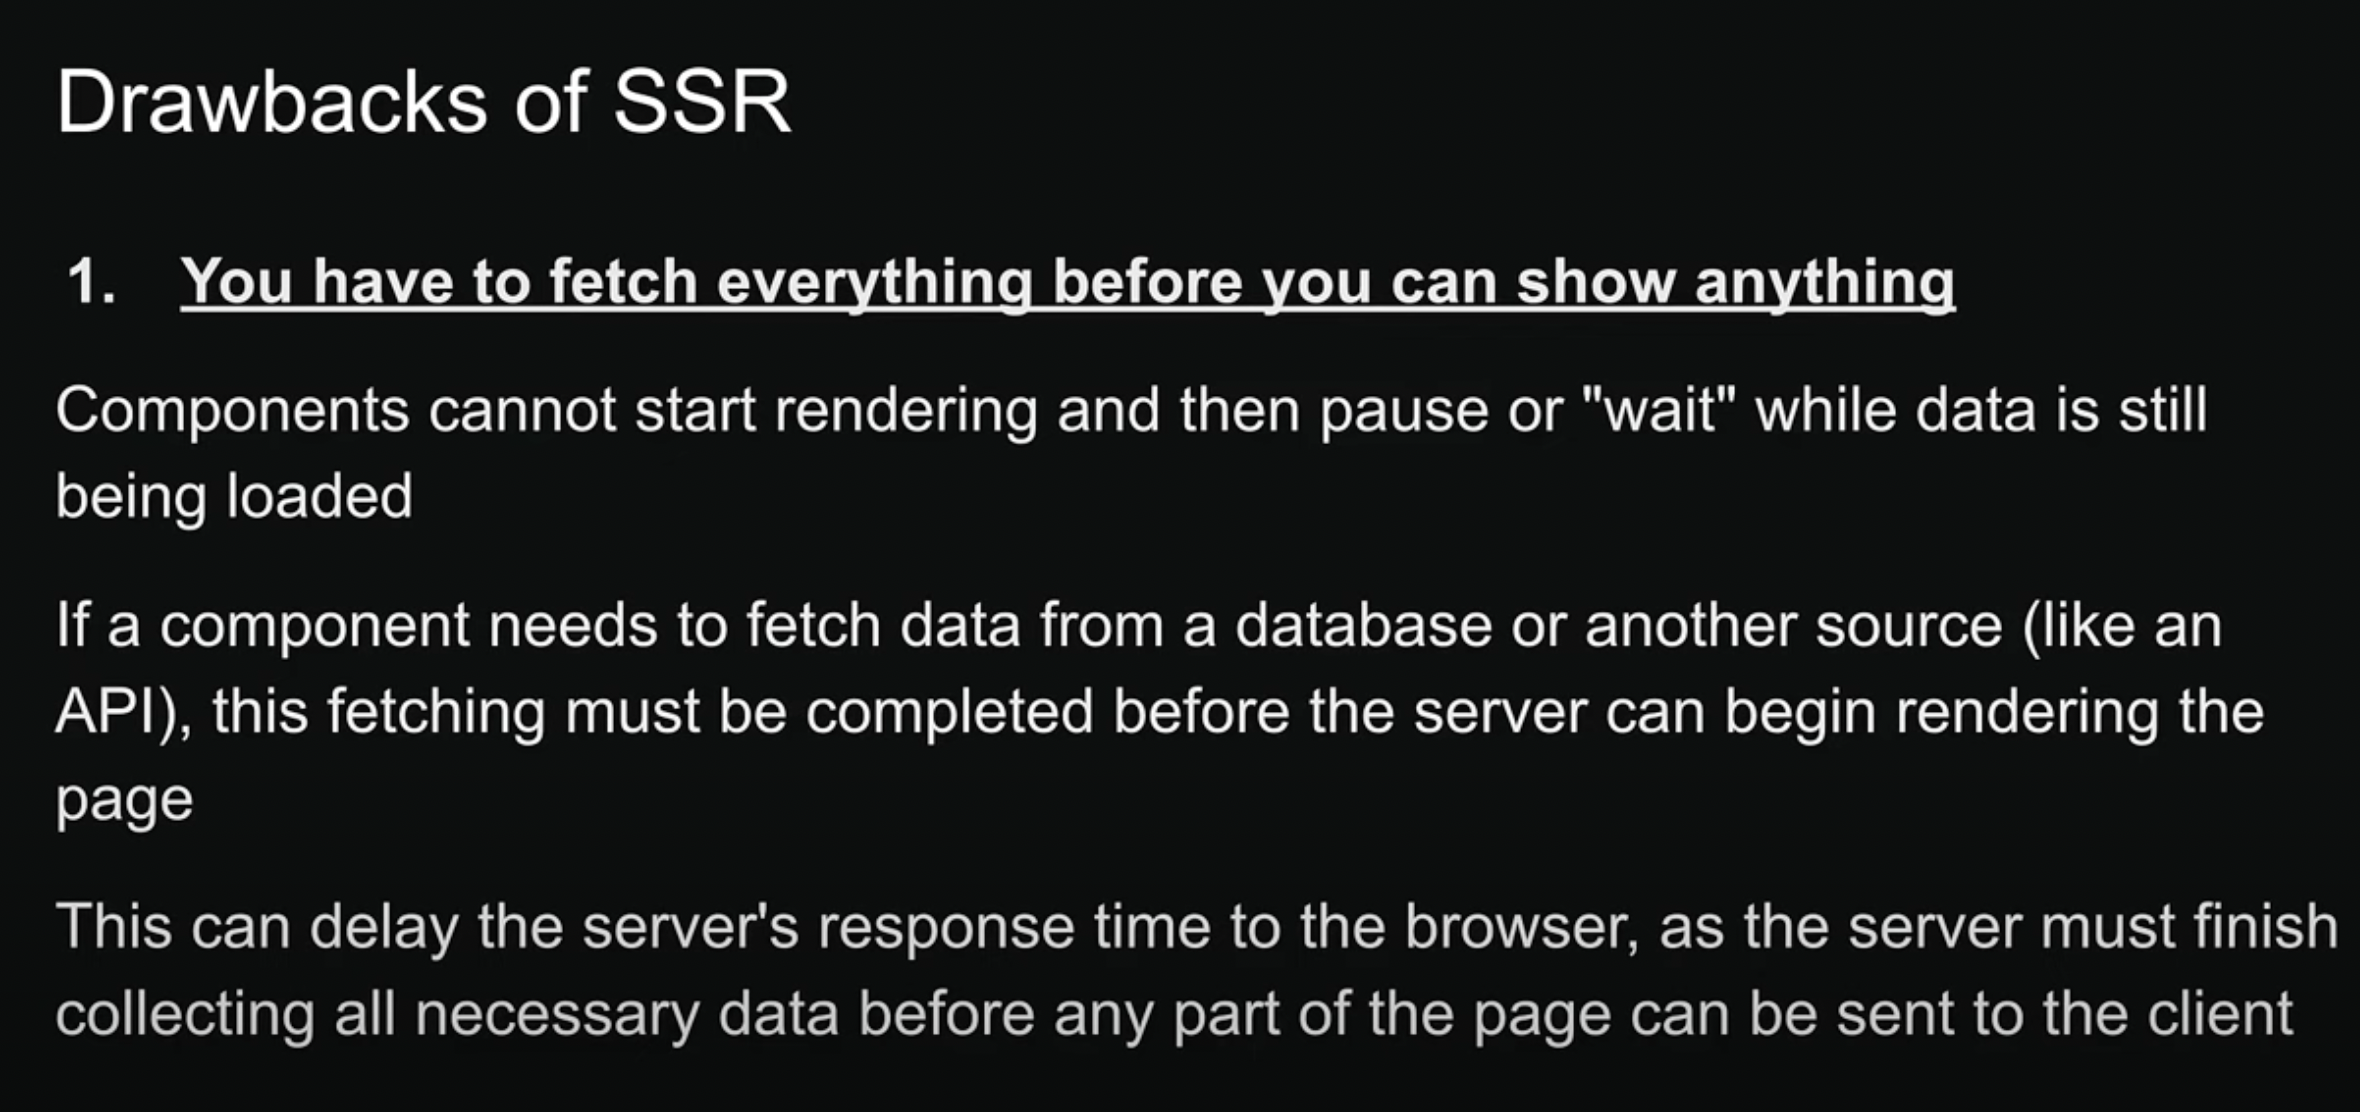 Drawbacks of SSR
1. You have to fetch everything before you can show anything
Components cannot start rendering and then pause or "wait" while data is still
being loaded
If a component needs to fetch data from a database or another source (like an
API), this fetching must be completed before the server can begin rendering the
page
This can delay the server's response time to the browser, as the server must finish
collecting all necessary data before any part of the page can be sent to the client